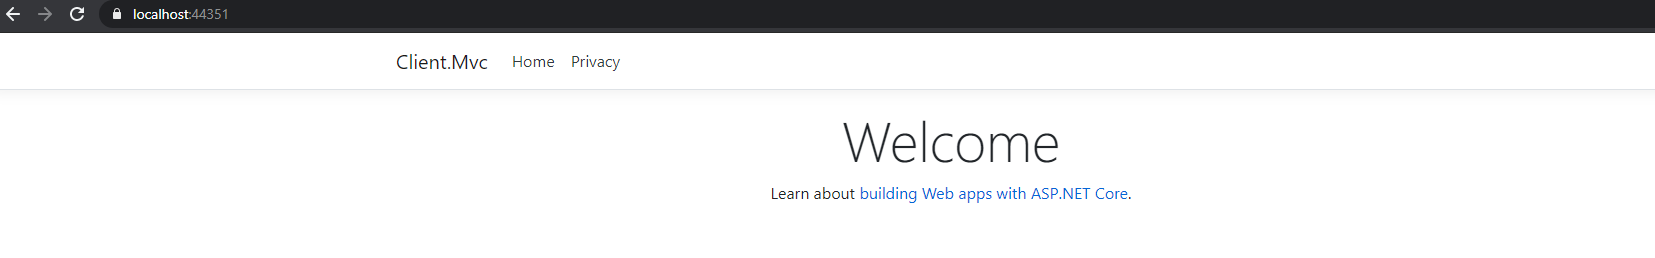 localhost:44351
Client.Mvc Home Privacy
Welcome
Learn about building Web apps with ASP.NET Core.